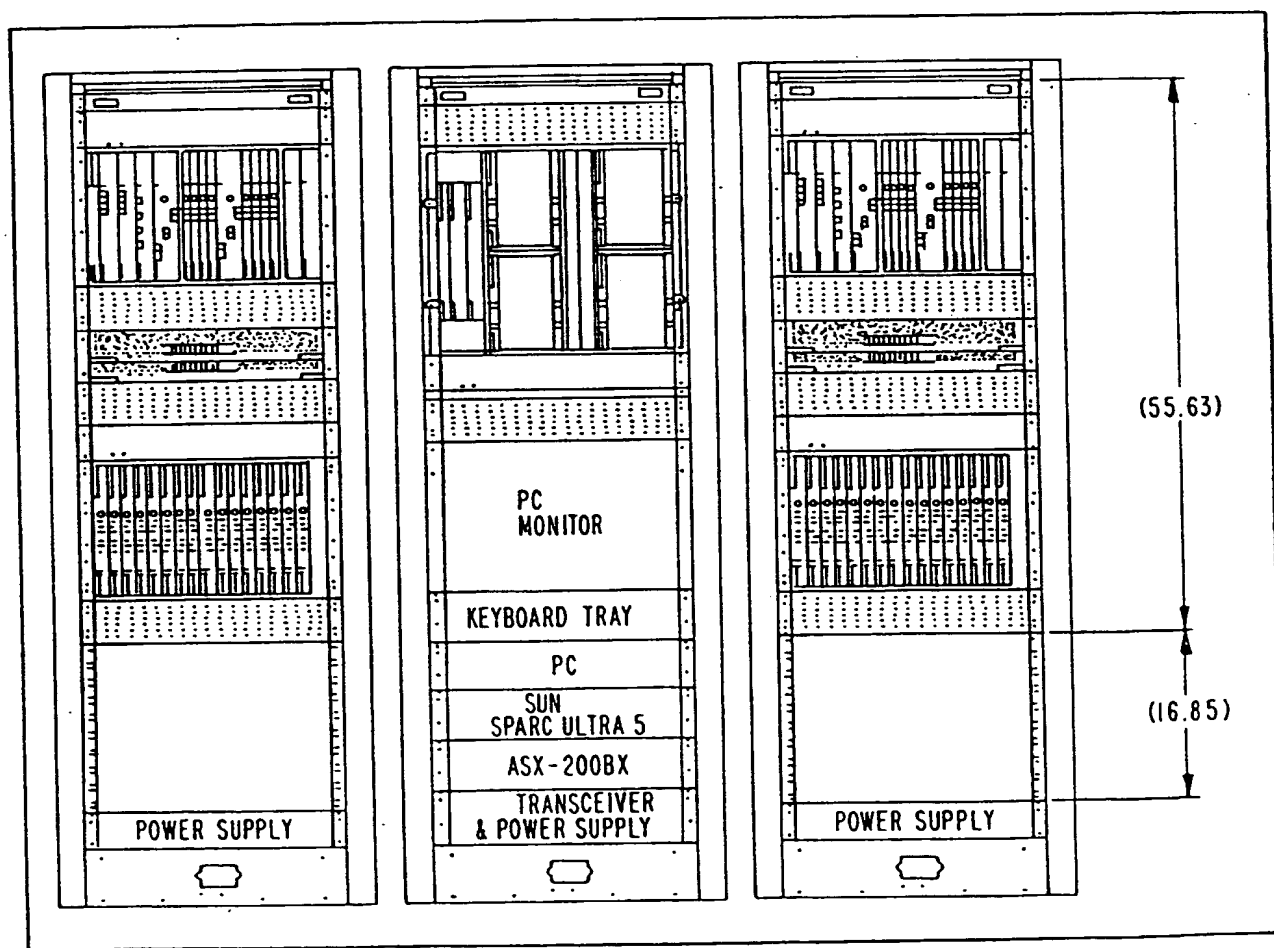 (55.63)
PC
MONITOR
KEYBOARD TRAY
PC
SUN
SPARC ULTRA 5
(16.85)
ASX-200BX
TRANSCEIVER
& POWER SUPPLY
POWER SUPPLY
POWER SUPPLY